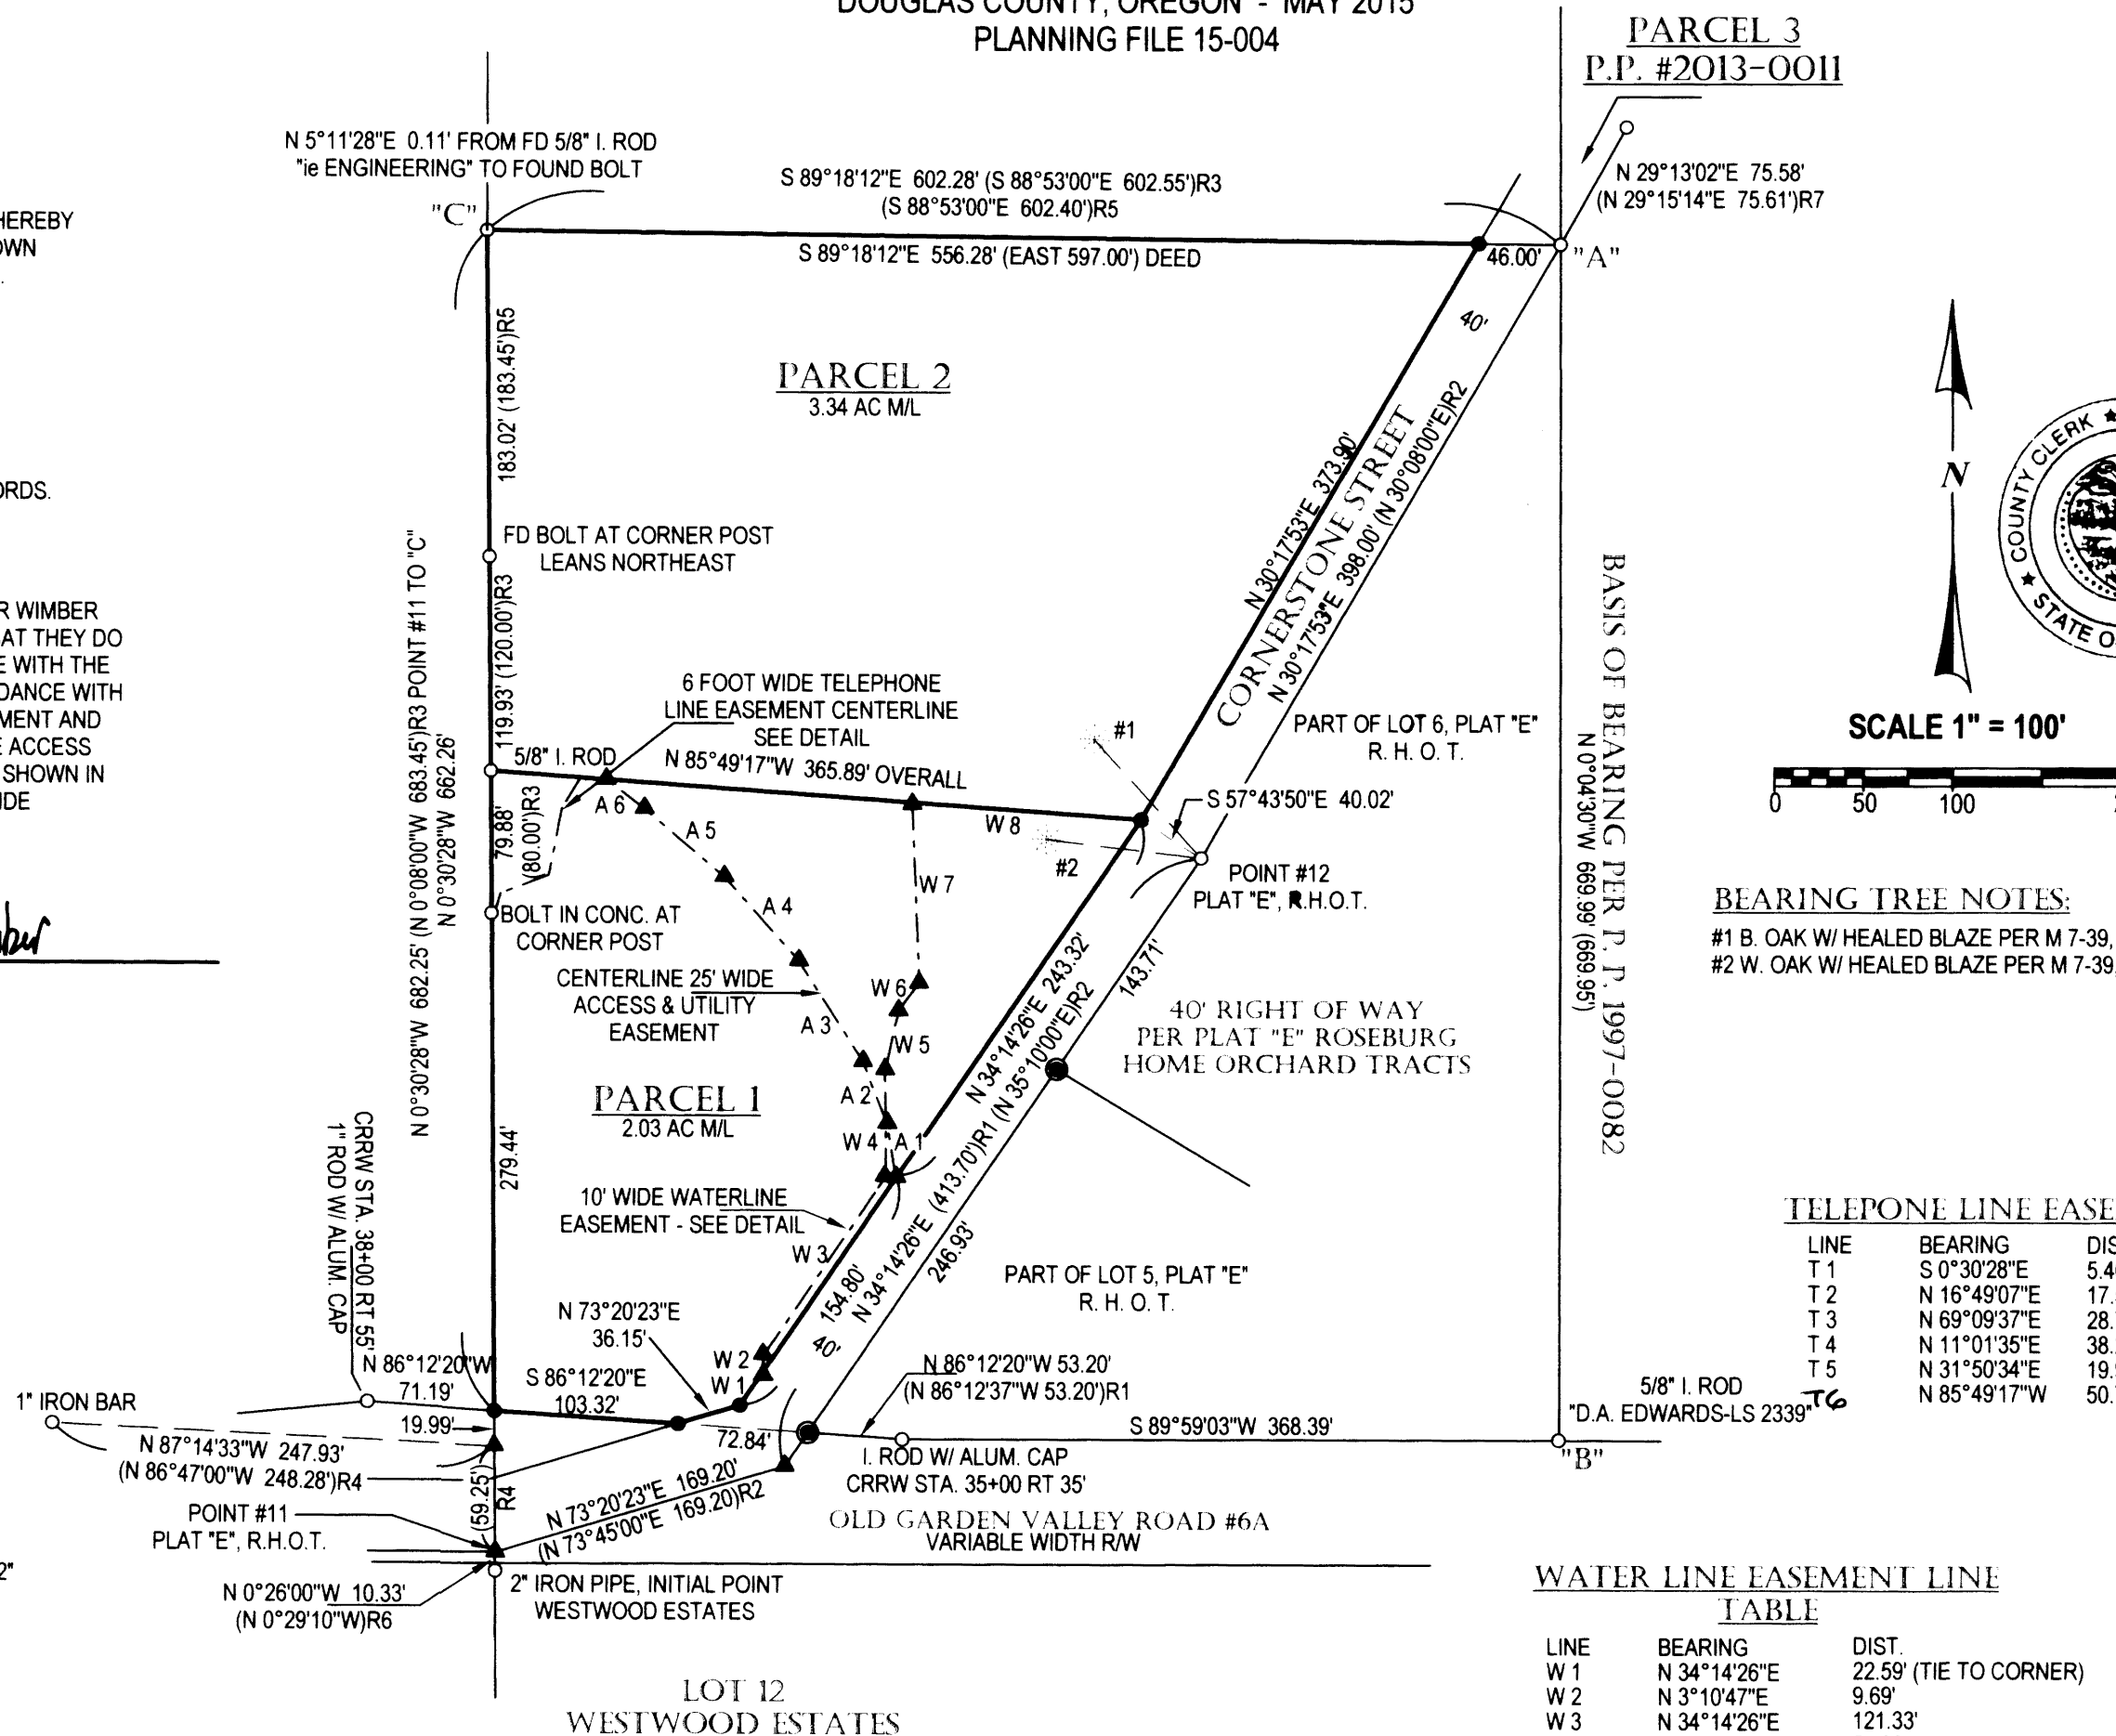 DOUGLAS COUNTY, OREGON - MAY 2015
PLANNING FILE 15-004
PARCEL 3
P.P. #2013-0011
N 5°11'28"E 0.11' FROM FD 5/8" I. ROD
"ie ENGINEERING" TO FOUND BOLT
S 89°18'12"E 602.28' (S 88°53'00"E 602.55')R3
(S 88°53'00"E 602.40')R5
N 29°13'02"E 75.58'
(N 29°15'14"E 75.61')R7
HEREBY
OWN
.
"C"
S 89°18'12"E 556.28' (EAST 597.00') DEED
46.00'
"A"
40'
183.02' (183.45')R5
PARCEL 2
3.34 AC M/L
N
COUNTY CLERK
STATE O
ORDS.
FD BOLT AT CORNER POST
LEANS NORTHEAST
N 30°17'53"E 373.90'
CORNERSTONE STREET
N 30°17'53"E 398.00' (N 30°08'00"E)R2
R WIMBER
AT THEY DO
E WITH THE
DANCE WITH
MENT AND
E ACCESS
SHOWN IN
IDE
N 0°30'28"W 682.25' (N 0°08'00"W 683.45')R3 POINT #11 TO "C"
N 0°30'28"W 662.26'
119.93' (120.00')R3
6 FOOT WIDE TELEPHONE
LINE EASEMENT CENTERLINE
SEE DETAIL
5/8" I. ROD
N 85°49'17"W 365.89' OVERALL
#1
PART OF LOT 6, PLAT "E"
R. H. O. T.
BASIS OF BEARING PER P. P. 1997-0082
N 0°04'30"W 669.99' (669.95')
SCALE 1" = 100'
0 50 100
79.88'
(80.00')R3
A 6
A 5
W 8
S 57°43'50"E 40.02'
#2
POINT #12
PLAT "E", R.H.O.T.
W 7
A 4
BOLT IN CONC. AT
CORNER POST
BEARING TREE NOTES:
#1 B. OAK W/ HEALED BLAZE PER M 7-39,
#2 W. OAK W/ HEALED BLAZE PER M 7-39,
CENTERLINE 25' WIDE
ACCESS & UTILITY
EASEMENT
W 6
A 3
W 5
N 34°14'26"E 243.32'
143.71'
40' RIGHT OF WAY
PER PLAT "E" ROSEBURG
HOME ORCHARD TRACTS
PARCEL 1
2.03 AC M/L
A 2
W 4
A 1
CRRW STA. 38+00 RT 55'
1" ROD W/ ALUM. CAP
279.44'
10' WIDE WATERLINE
EASEMENT - SEE DETAIL
W 3
154.80'
N 34°14'26"E (413.70')R1 (N 35°10'00"E)R2
246.93'
PART OF LOT 5, PLAT "E"
R. H. O. T.
TELEPONE LINE EASE
LINE BEARING DIS
T 1 S 0°30'28"E 5.4
T 2 N 16°49'07"E 17.
T 3 N 69°09'37"E 28.
T 4 N 11°01'35"E 38.
T 5 N 31°50'34"E 19.
T6 N 85°49'17"W 50.
N 73°20'23"E
36.15'
40'
W 2
W 1
N 86°12'20"W
71.19'
S 86°12'20"E
103.32'
N 86°12'20"W 53.20'
(N 86°12'37"W 53.20')R1
5/8" I. ROD
"D.A. EDWARDS-LS 2339"
1" IRON BAR
19.99'
72.84'
S 89°59'03"W 368.39'
"B"
N 87°14'33"W 247.93'
(N 86°47'00"W 248.28')R4
I. ROD W/ ALUM. CAP
CRRW STA. 35+00 RT 35'
(59.25')
R4
N 73°20'23"E 169.20'
(N 73°45'00"E 169.20)R2
POINT #11
PLAT "E", R.H.O.T.
OLD GARDEN VALLEY ROAD #6A
VARIABLE WIDTH R/W
2"
N 0°26'00"W 10.33'
(N 0°29'10"W)R6
2" IRON PIPE, INITIAL POINT
WESTWOOD ESTATES
LOT 12
WESTWOOD ESTATES
WATER LINE EASEMENT LINE
TABLE
LINE BEARING DIST.
W 1 N 34°14'26"E 22.59' (TIE TO CORNER)
W 2 N 3°10'47"E 9.69'
W 3 N 34°14'26"E 121.33'